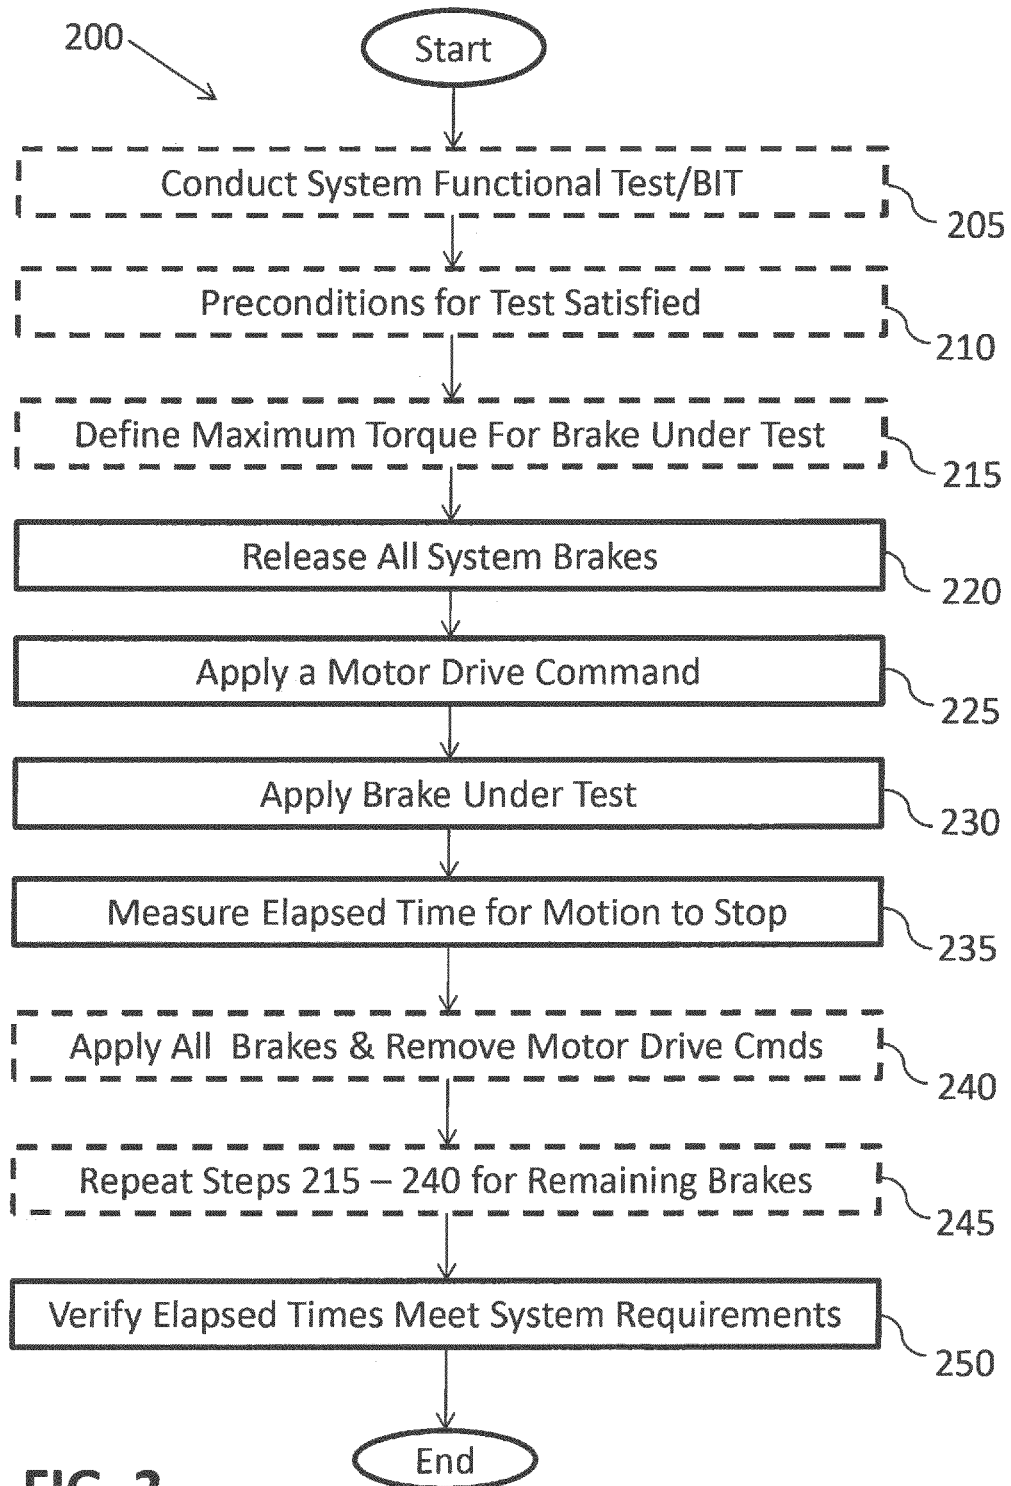 200
Start
Conduct System Functional Test/BIT
205
Preconditions for Test Satisfied
210
Define Maximum Torque For Brake Under Test
215
Release All System Brakes
220
Apply a Motor Drive Command
225
Apply Brake Under Test
230
Measure Elapsed Time for Motion to Stop
235
Apply All Brakes & Remove Motor Drive Cmds
240
Repeat Steps 215 – 240 for Remaining Brakes
245
Verify Elapsed Times Meet System Requirements
250
End
FIG.